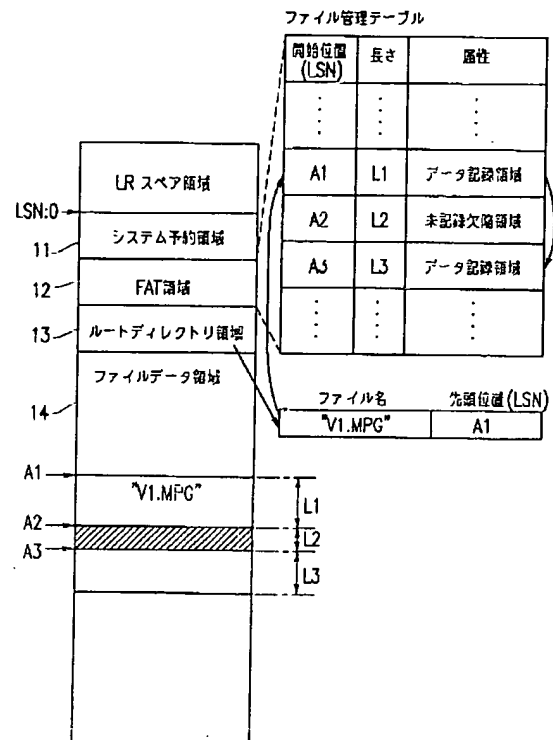 ファイル管理テーブル
開始位置 (LSN) 長さ 属性
A1 L1 データ記録領域
A2 L2 未記録欠陥領域
A3 L3 データ記録領域
LR スペア領域
LSN:0
11 システム予約領域
12 FAT領域
13 ルートディレクトリ領域
ファイルデータ領域
14
ファイル名 先頭位置(LSN)
"V1.MPG" A1
A1
"V1.MPG"
L1
A2
L2
A3
L3